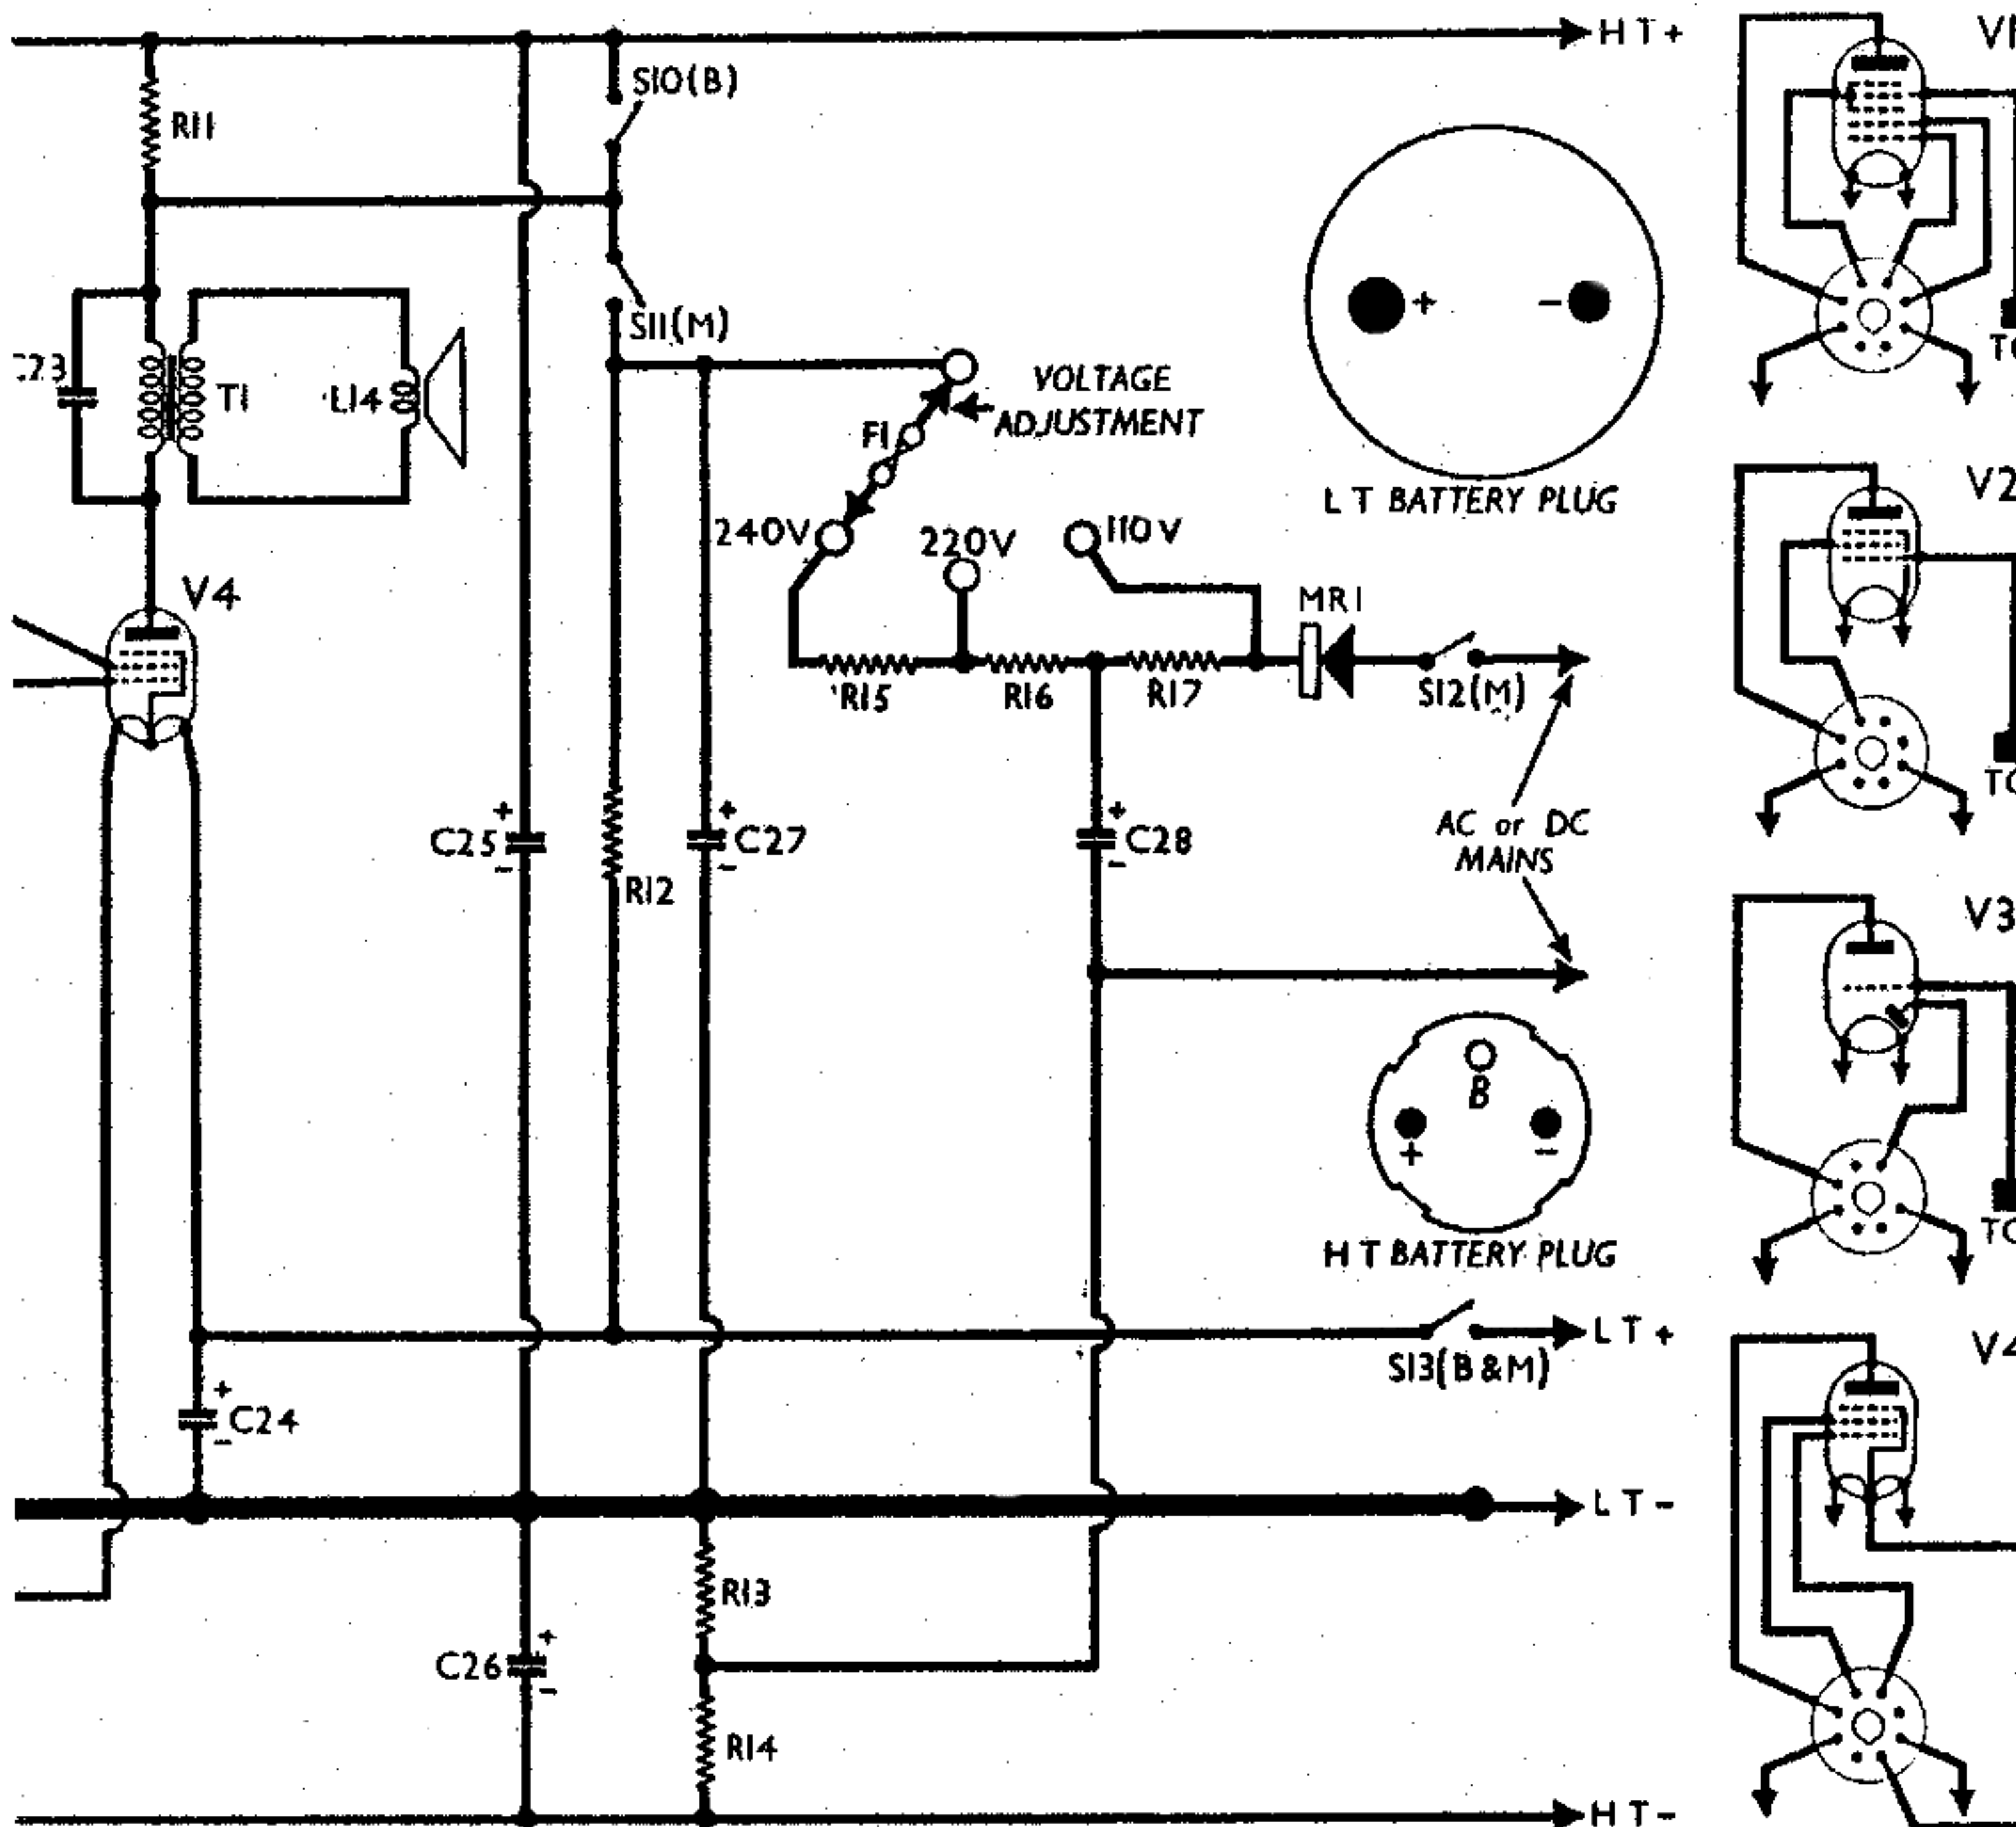 HT+
S10(B)
R11
S11(M)
C23
T1
L14
VOLTAGE
ADJUSTMENT
F1
+ -
L T BATTERY PLUG
240V
220V
110V
V4
MR1
R15
R16
R17
S12(M)
+
C25
-
+
C27
-
+
C28
-
R12
AC or DC
MAINS
B
+ -
H T BATTERY PLUG
LT+
S13(B & M)
+
C24
-
LT-
R13
+
C26
-
R14
HT-
V2
V3
V4